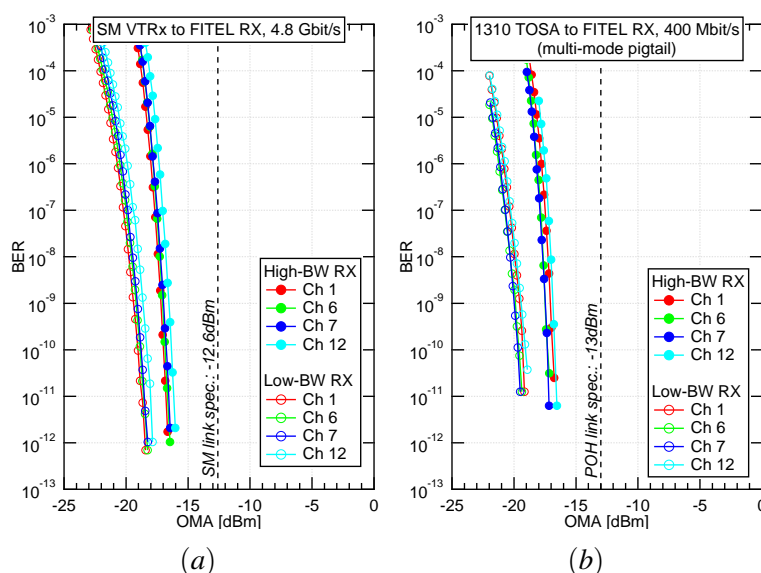 SM VTRx to FITEL RX, 4.8 Gbit/s
BER
10-3
10-4
10-5
10-6
10-7
10-8
10-9
10-10
10-11
10-12
10-13
-25
-20
-15
-10
-5
0
OMA [dBm]
SM link spec.: -12.6dBm
High-BW RX
Ch 1
Ch 6
Ch 7
Ch 12
Low-BW RX
Ch 1
Ch 6
Ch 7
Ch 12
(a)
1310 TOSA to FITEL RX, 400 Mbit/s
(multi-mode pigtail)
BER
10-3
10-4
10-5
10-6
10-7
10-8
10-9
10-10
10-11
10-12
10-13
-25
-20
-15
-10
-5
0
OMA [dBm]
POH link spec.: -13dBm
High-BW RX
Ch 1
Ch 6
Ch 7
Ch 12
Low-BW RX
Ch 1
Ch 6
Ch 7
Ch 12
(b)